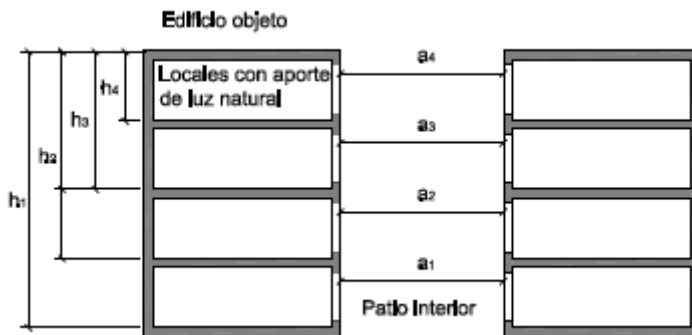 Edificio objeto
Locales con aporte
de luz natural
a4
h4
h3
a3
h2
h1
a2
a1
Patio Interior